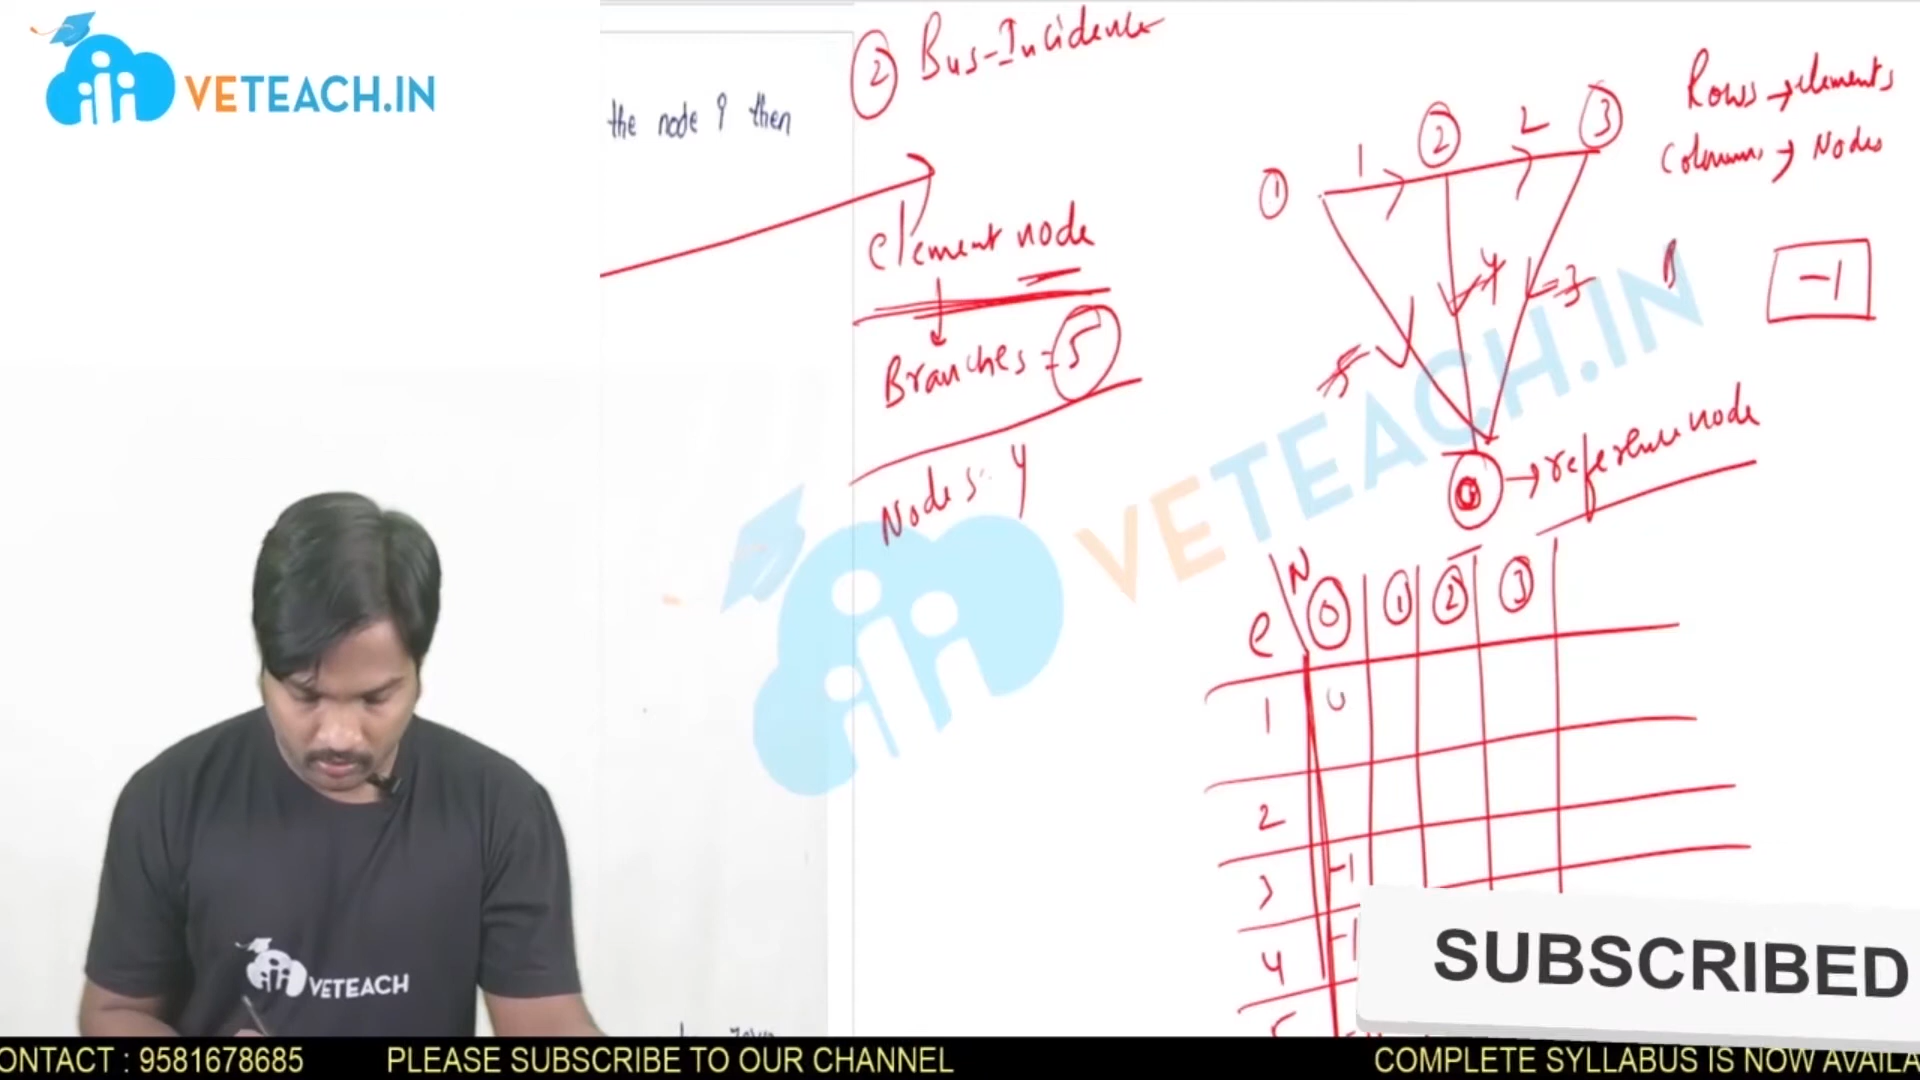 VETEACH.IN
the node 9 then
② Bus-Incidence
element node
Branches = 5
Nodes: 4
① 1 ② 2 ③
Rows → elements
Columns → Nodes
4 3
-1
5
0 → reference node
VETEACH.IN
N
e 0 ① ② ③
1 0
2
3 -1
4 -1
5
VETEACH
SUBSCRIBED
ONTACT : 9581678685 PLEASE SUBSCRIBE TO OUR CHANNEL COMPLETE SYLLABUS IS NOW AVAILA